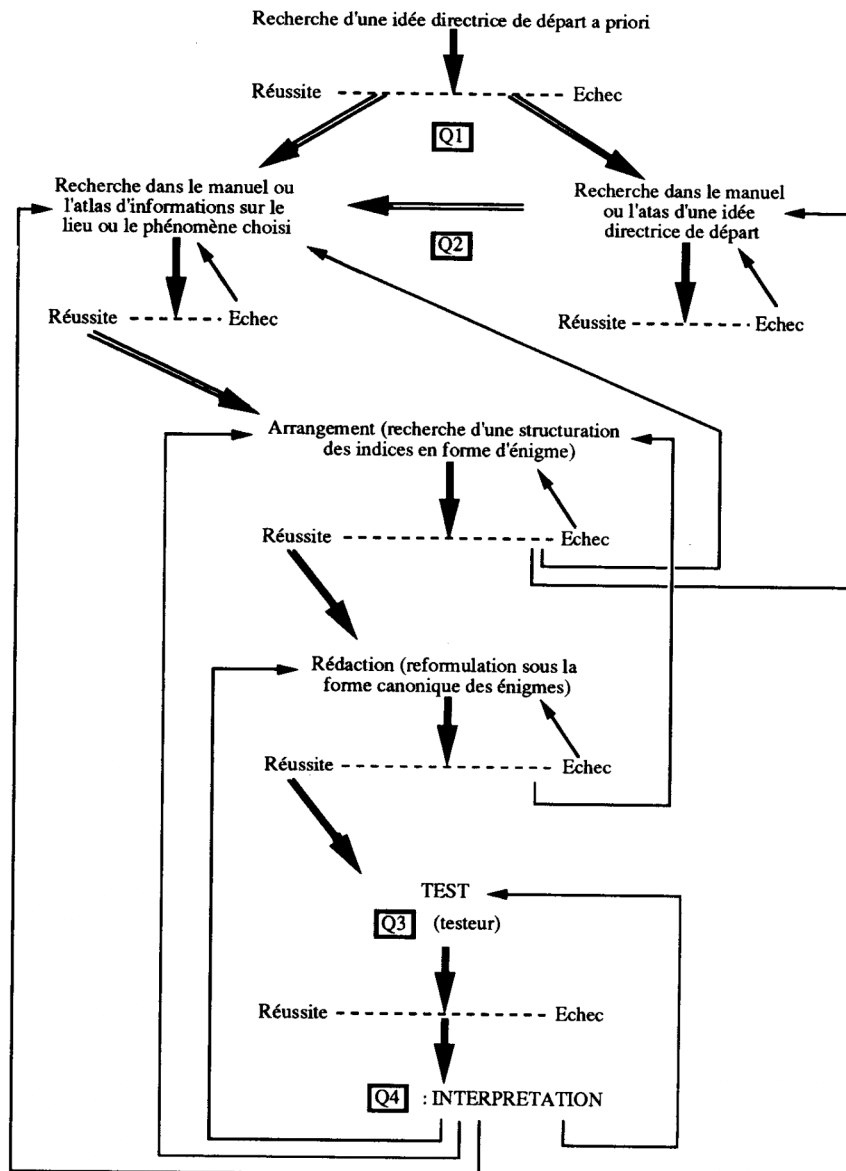 Recherche d'une idée directrice de départ a priori
Réussite
Echec
Q1
Recherche dans le manuel ou
l'atlas d'informations sur le
lieu ou le phénomène choisi
Recherche dans le manuel
ou l'atas d'une idée
directrice de départ
Q2
Réussite
Echec
Réussite
Echec
Arrangement (recherche d'une structuration
des indices en forme d'énigme)
Réussite
Echec
Rédaction (reformulation sous la
forme canonique des énigmes)
Réussite
Echec
TEST
Q3 (testeur)
Réussite
Echec
Q4 : INTERPRETATION